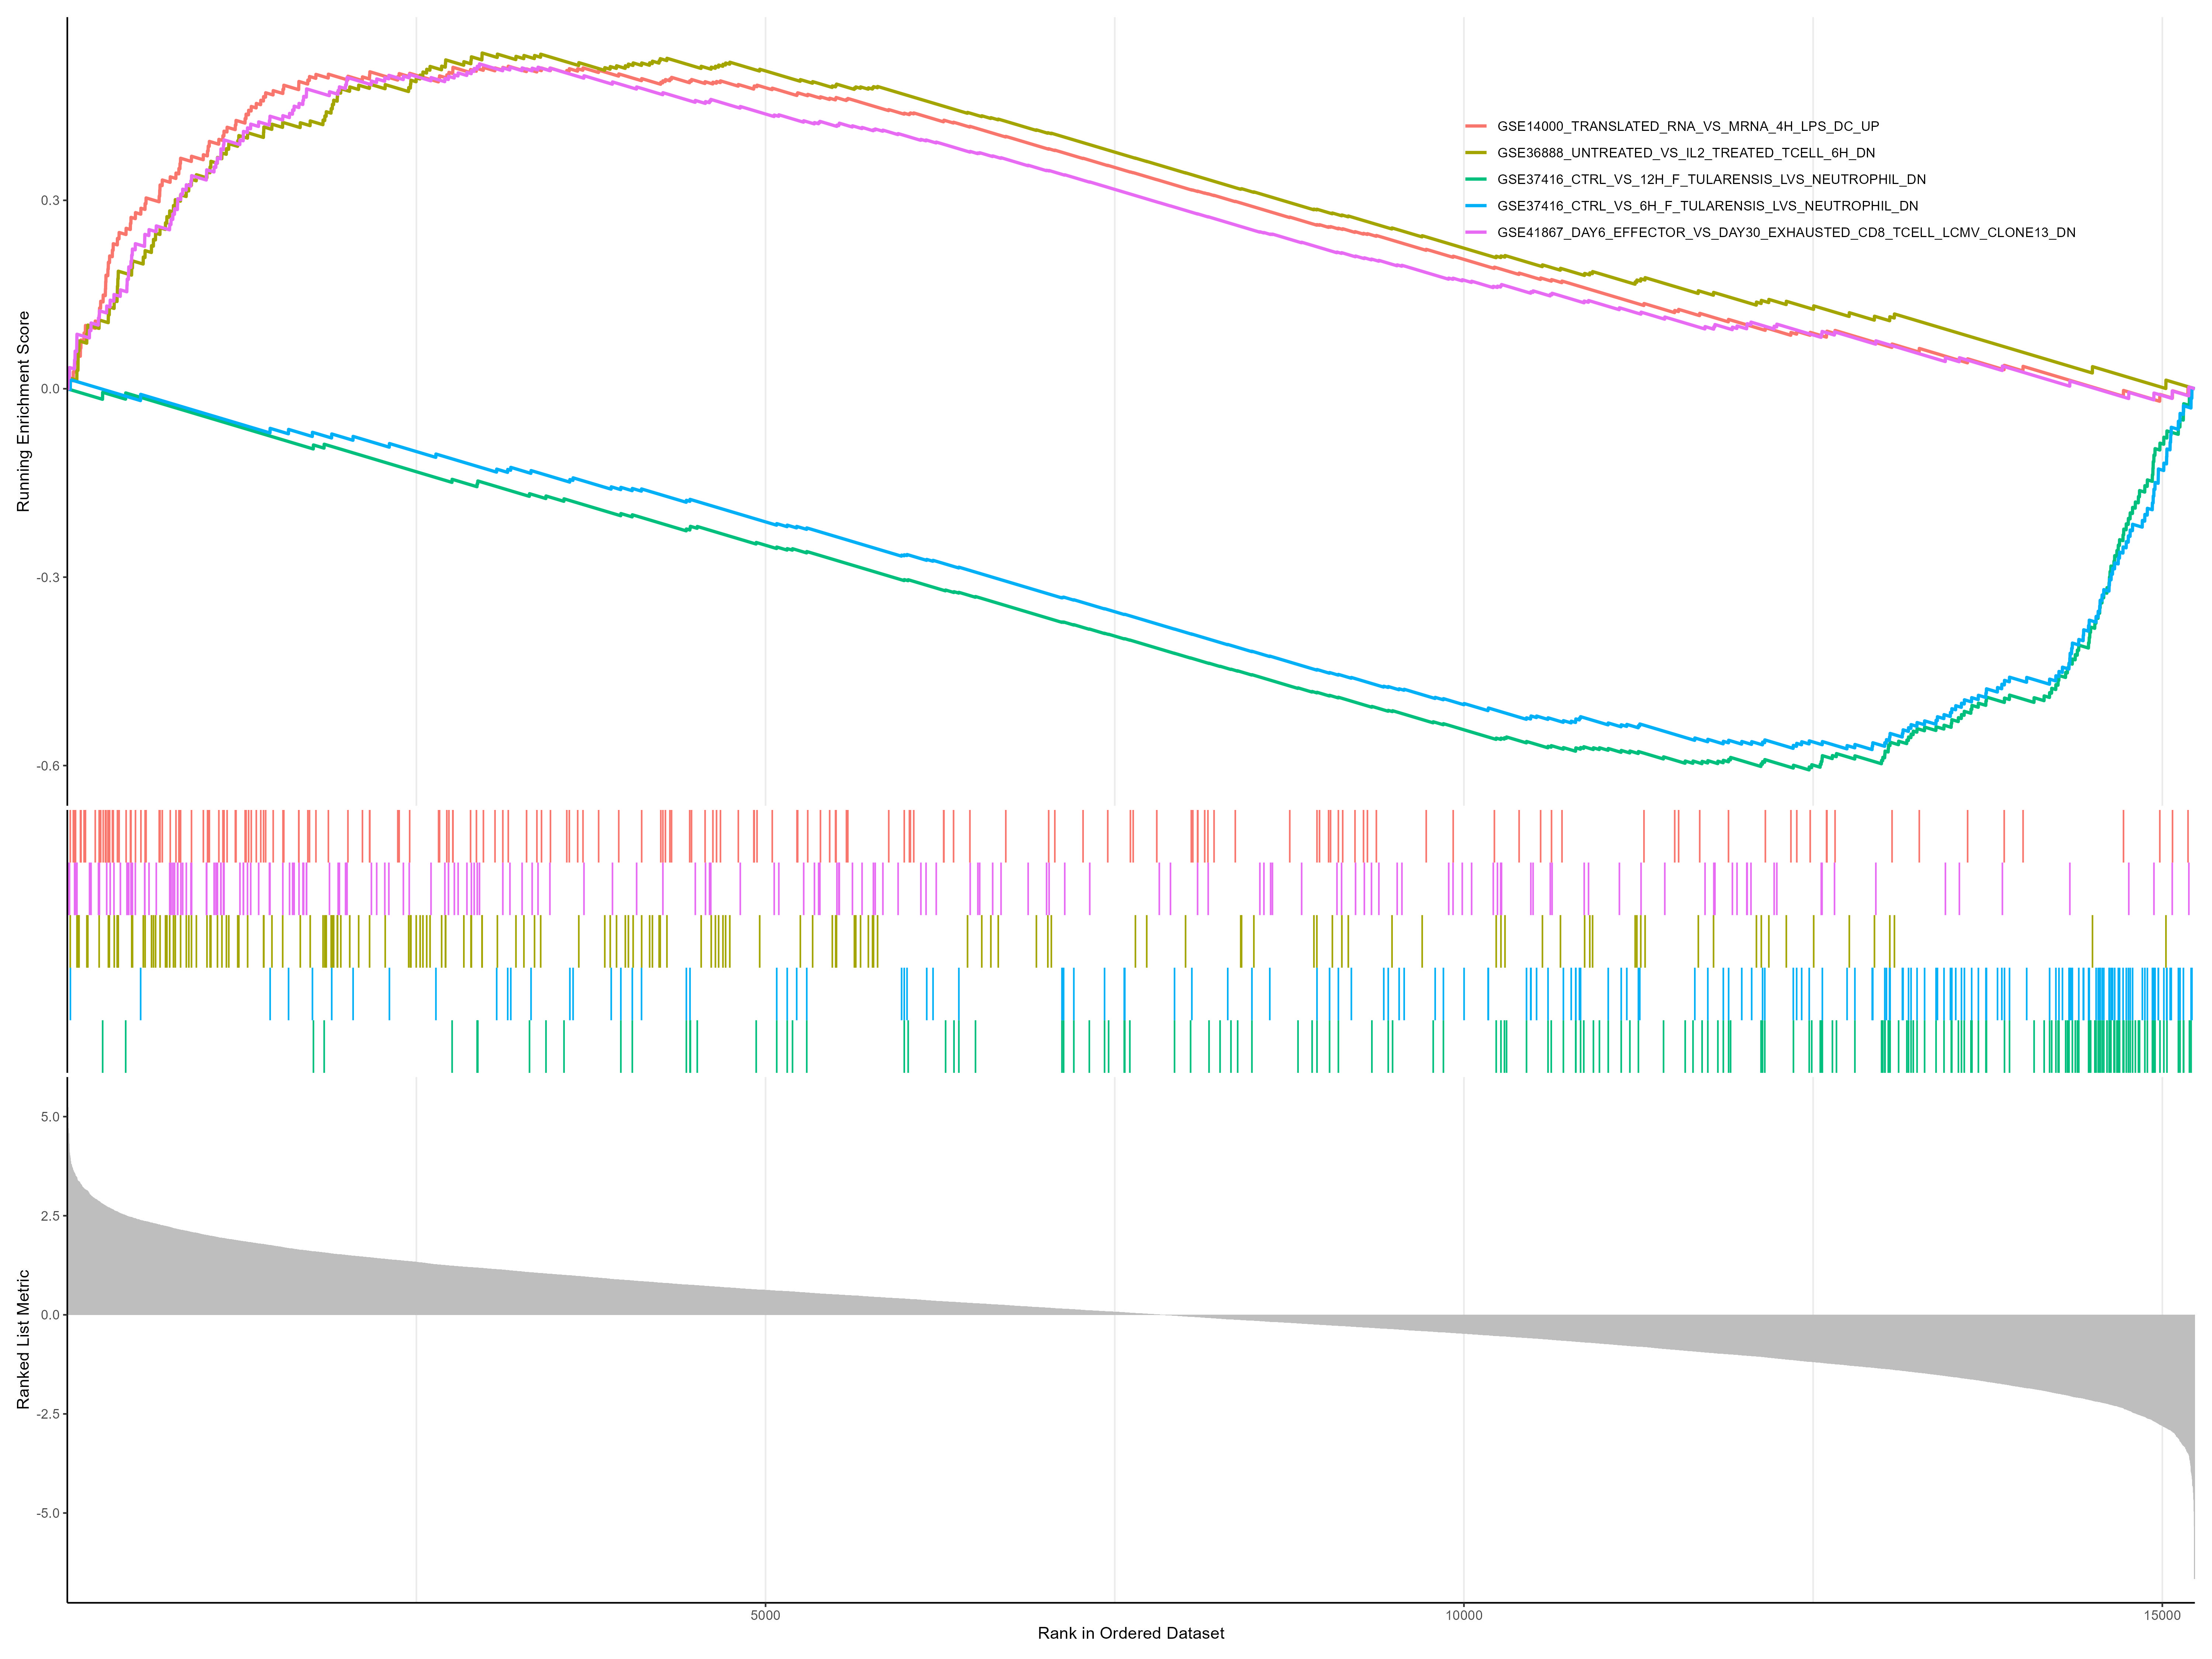 GSE14000_TRANSLATED_RNA_VS_MRNA_4H_LPS_DC_UP
GSE36888_UNTREATED_VS_IL2_TREATED_TCELL_6H_DN
GSE37416_CTRL_VS_12H_F_TULARENSIS_LVS_NEUTROPHIL_DN
GSE37416_CTRL_VS_6H_F_TULARENSIS_LVS_NEUTROPHIL_DN
GSE41867_DAY6_EFFECTOR_VS_DAY30_EXHAUSTED_CD8_TCELL_LCMV_CLONE13_DN
Running Enrichment Score
0.3
0.0
-0.3
-0.6
Ranked List Metric
5.0
2.5
0.0
-2.5
-5.0
5000
10000
15000
Rank in Ordered Dataset